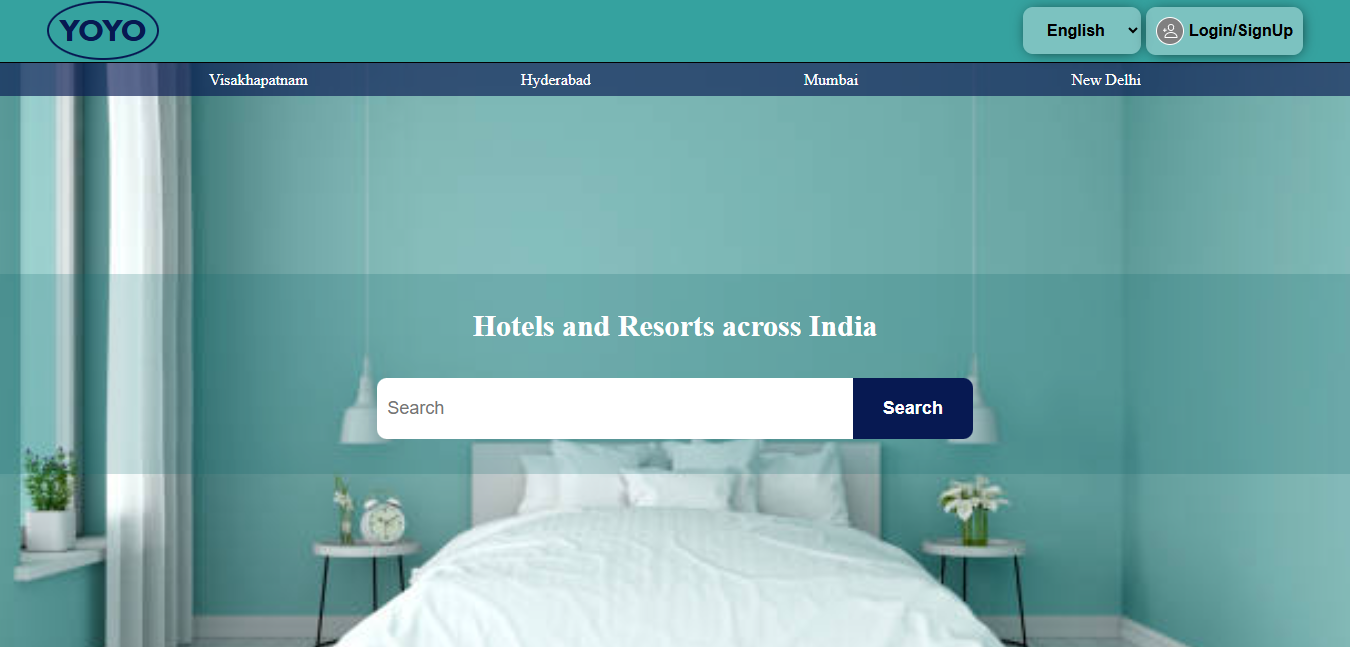 YOYO
English
Login/SignUp
Visakhapatnam Hyderabad Mumbai New Delhi
Hotels and Resorts across India
Search
Search